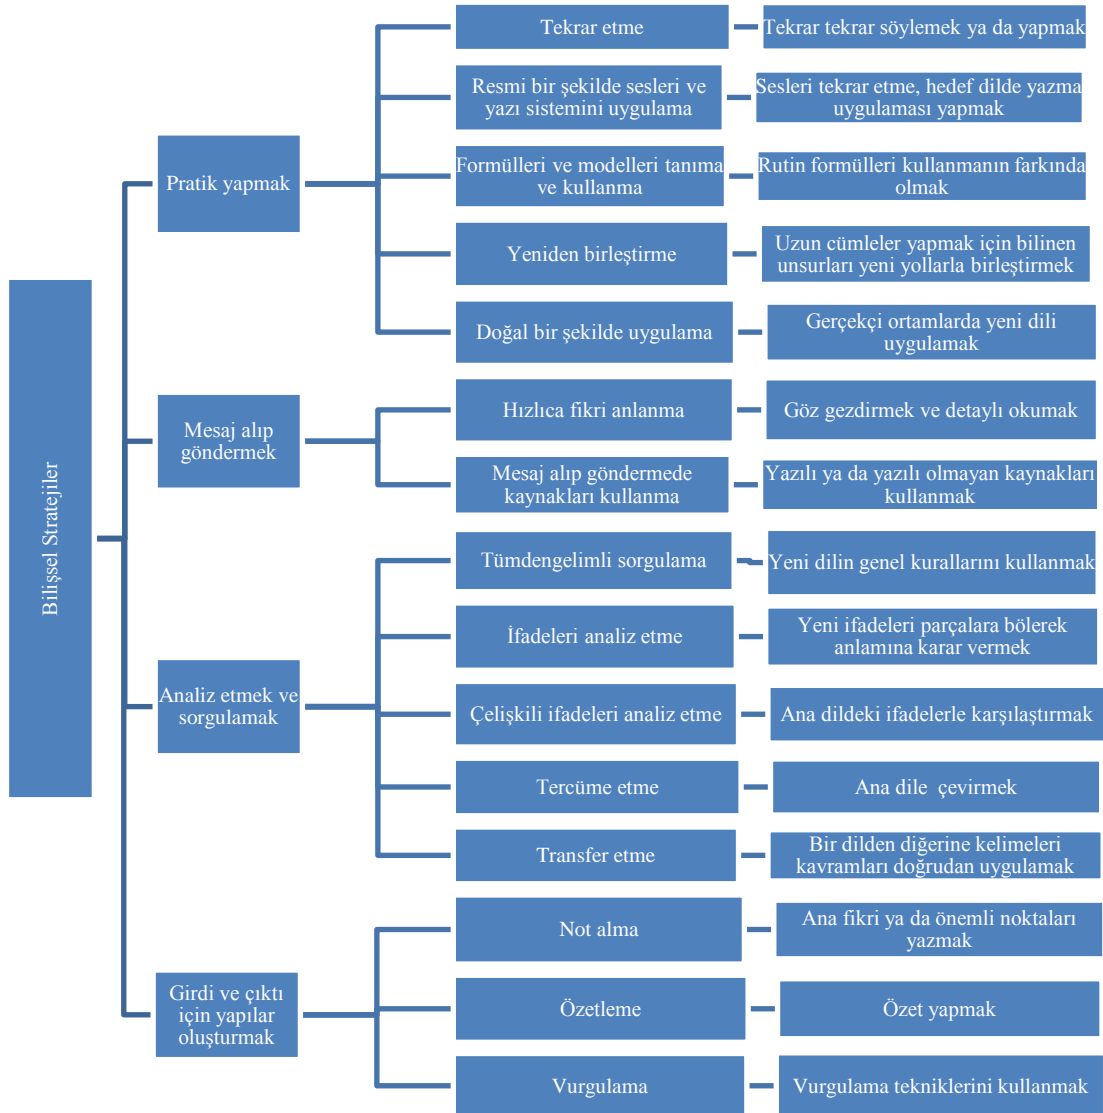 Bilişsel Stratejiler
Pratik yapmak
Tekrar etme
Tekrar tekrar söylemek ya da yapmak
Resmi bir şekilde sesleri ve
yazı sistemini uygulama
Sesleri tekrar etme, hedef dilde yazma
uygulaması yapmak
Formülleri ve modelleri tanıma
ve kullanma
Rutin formülleri kullanmanın farkında
olmak
Yeniden birleştirme
Uzun cümleler yapmak için bilinen
unsurları yeni yollarla birleştirmek
Doğal bir şekilde uygulama
Gerçekçi ortamlarda yeni dili
uygulamak
Mesaj alıp
göndermek
Hızlıca fikri anlanma
Göz gezdirmek ve detaylı okumak
Mesaj alıp göndermede
kaynakları kullanma
Yazılı ya da yazılı olmayan kaynakları
kullanmak
Analiz etmek ve
sorgulamak
Tümdengelimli sorgulama
Yeni dilin genel kurallarını kullanmak
İfadeleri analiz etme
Yeni ifadeleri parçalara bölerek
anlamına karar vermek
Çelişkili ifadeleri analiz etme
Ana dildeki ifadelerle karşılaştırmak
Tercüme etme
Ana dile çevirmek
Transfer etme
Bir dilden diğerine kelimeleri
kavramları doğrudan uygulamak
Girdi ve çıktı
için yapılar
oluşturmak
Not alma
Ana fikri ya da önemli noktaları
yazmak
Özetleme
Özet yapmak
Vurgulama
Vurgulama tekniklerini kullanmak